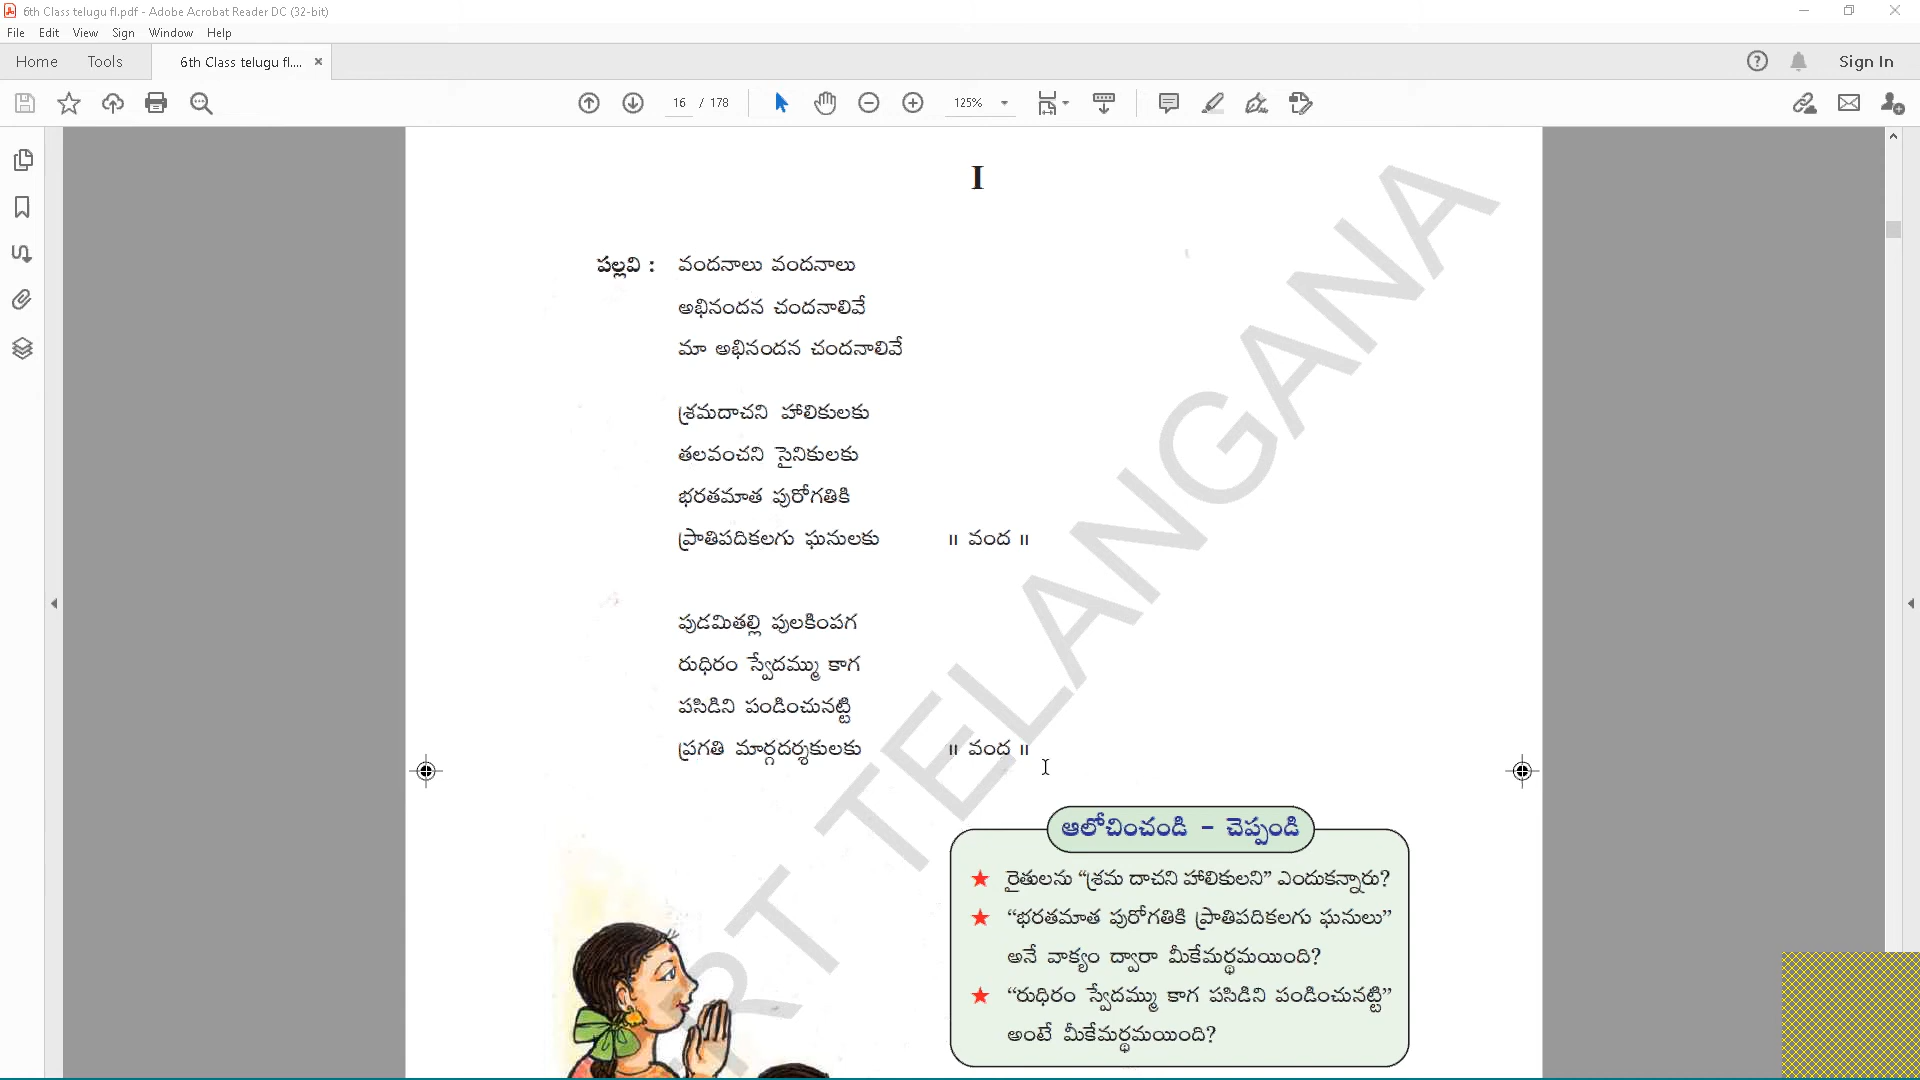 6th Class telugu fl.pdf - Adobe Acrobat Reader DC (32-bit)
File Edit View Sign Window Help
Home Tools 6th Class telugu fl.... × Sign In
16 / 178 125%
I
పల్లవి : వందనాలు వందనాలు
అభినందన చందనాలివే
మా అభినందన చందనాలివే
శ్రమదాచని హాలికులకు
తలవంచని సైనికులకు
భరతమాత పురోగతికి
ప్రాతిపదికలగు ఘనులకు ॥ వంద ॥
పుడమితల్లి పులకింపగ
రుధిరం స్వేదమ్ము కాగ
పసిడిని పండించునట్టి
ప్రగతి మార్గదర్శకులకు ॥ వంద ॥
ఆలోచించండి - చెప్పండి
★ రైతులను “శ్రమ దాచని హాలికులని” ఎందుకన్నారు?
★ “భరతమాత పురోగతికి ప్రాతిపదికలగు ఘనులు”
అనే వాక్యం ద్వారా మీకేమర్థమయింది?
★ “రుధిరం స్వేదమ్ము కాగ పసిడిని పండించునట్టి”
అంటే మీకేమర్థమయింది?
RT TELANGANA